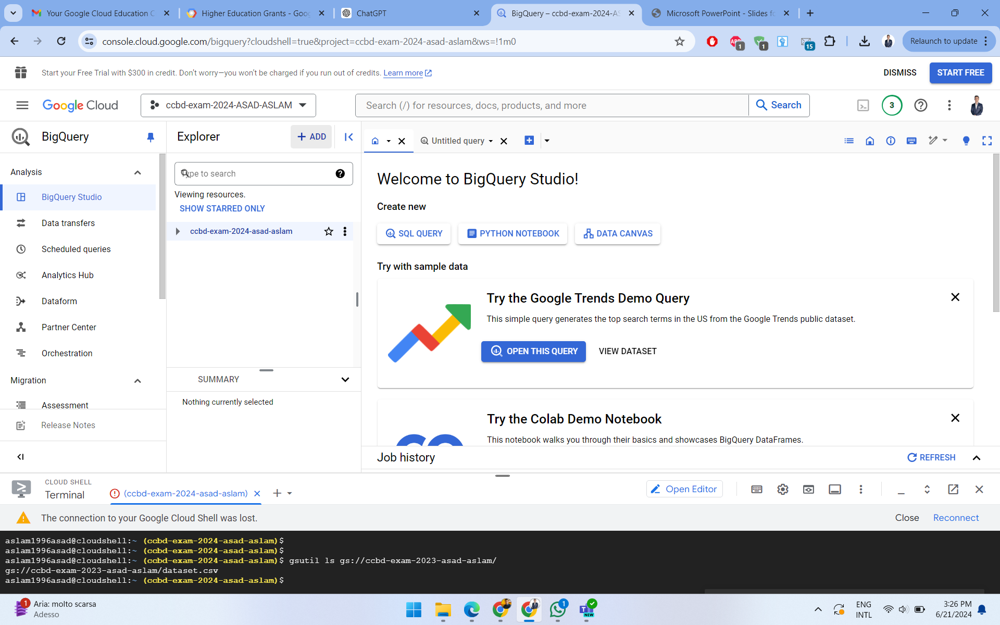 Your Google Cloud Education C
Higher Education Grants - Goog
ChatGPT
BigQuery – ccbd-exam-2024-AS
Microsoft PowerPoint - Slides fo
console.cloud.google.com/bigquery?cloudshell=true&project=ccbd-exam-2024-asad-aslam&ws=!1m0
ABP
1
1
15
Relaunch to update
Start your Free Trial with $300 in credit. Don't worry—you won't be charged if you run out of credits. Learn more
DISMISS
START FREE
Google Cloud
ccbd-exam-2024-ASAD-ASLAM
Search (/) for resources, docs, products, and more
Search
3
BigQuery
Explorer
+ ADD
Untitled query
Analysis
BigQuery Studio
Data transfers
Scheduled queries
Analytics Hub
Dataform
Partner Center
Orchestration
Migration
Assessment
Release Notes
Type to search
Viewing resources.
SHOW STARRED ONLY
ccbd-exam-2024-asad-aslam
SUMMARY
Nothing currently selected
Welcome to BigQuery Studio!
Create new
SQL QUERY
PYTHON NOTEBOOK
DATA CANVAS
Try with sample data
Try the Google Trends Demo Query
This simple query generates the top search terms in the US from the Google Trends public dataset.
OPEN THIS QUERY
VIEW DATASET
Try the Colab Demo Notebook
This notebook walks you through their basics and showcases BigQuery DataFrames.
Job history
REFRESH
CLOUD SHELL
Terminal
(ccbd-exam-2024-asad-aslam)
Open Editor
The connection to your Google Cloud Shell was lost.
Close
Reconnect
aslam1996asad@cloudshell:~ (ccbd-exam-2024-asad-aslam)$
aslam1996asad@cloudshell:~ (ccbd-exam-2024-asad-aslam)$
aslam1996asad@cloudshell:~ (ccbd-exam-2024-asad-aslam)$ gsutil ls gs://ccbd-exam-2023-asad-aslam/
gs://ccbd-exam-2023-asad-aslam/dataset.csv
aslam1996asad@cloudshell:~ (ccbd-exam-2024-asad-aslam)$
1
Aria: molto scarsa
Adesso
1
NEW
ENG
INTL
3:26 PM
6/21/2024